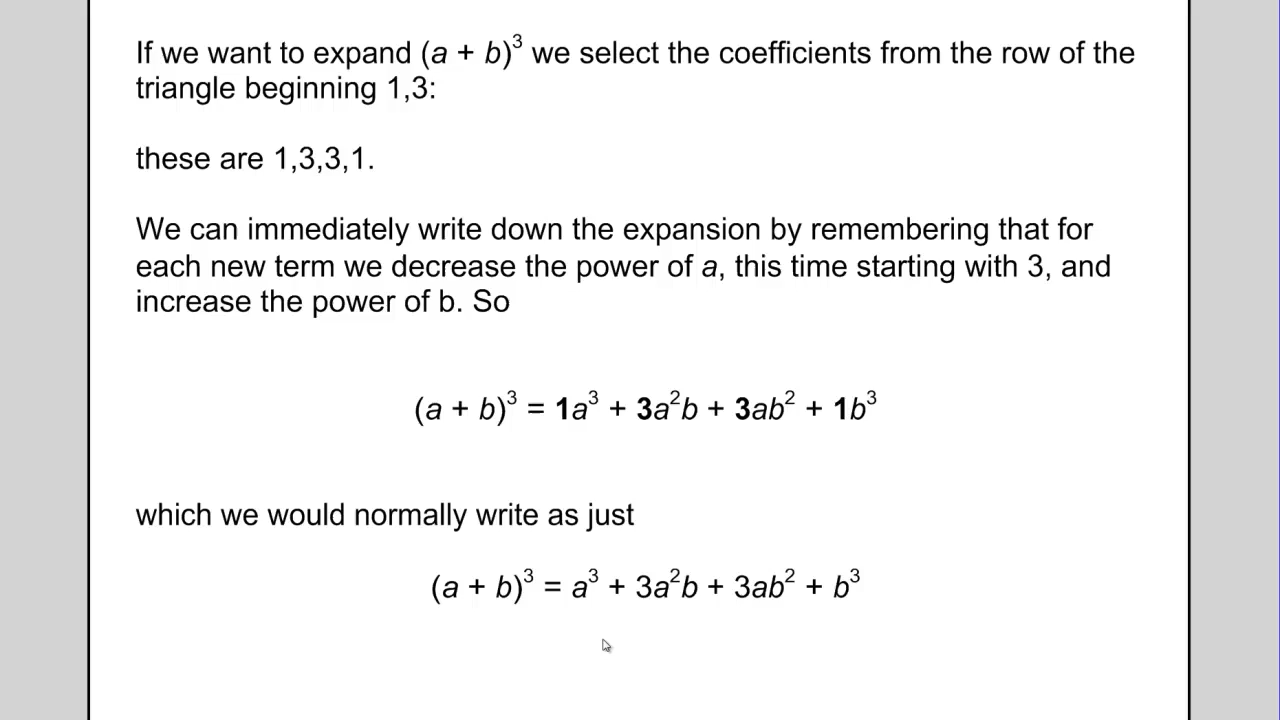 If we want to expand (a + b)³ we select the coefficients from the row of the
triangle beginning 1,3:
these are 1,3,3,1.
We can immediately write down the expansion by remembering that for
each new term we decrease the power of a, this time starting with 3, and
increase the power of b. So
(a + b)³ = 1a³ + 3a²b + 3ab² + 1b³
which we would normally write as just
(a + b)³ = a³ + 3a²b + 3ab² + b³